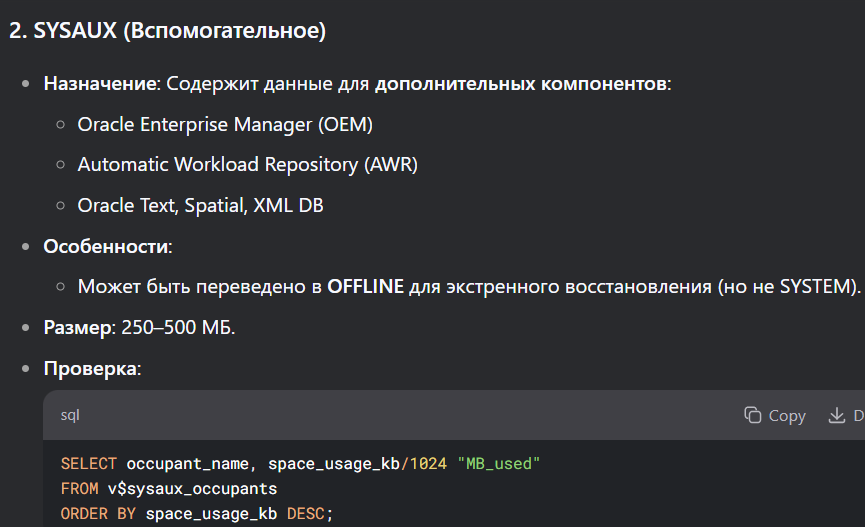 2. SYSAUX (Вспомогательное)
Назначение: Содержит данные для дополнительных компонентов:
Oracle Enterprise Manager (OEM)
Automatic Workload Repository (AWR)
Oracle Text, Spatial, XML DB
Особенности:
Может быть переведено в OFFLINE для экстренного восстановления (но не SYSTEM).
Размер: 250–500 МБ.
Проверка:
sql Copy D
SELECT occupant_name, space_usage_kb/1024 "MB_used"
FROM v$sysaux_occupants
ORDER BY space_usage_kb DESC;